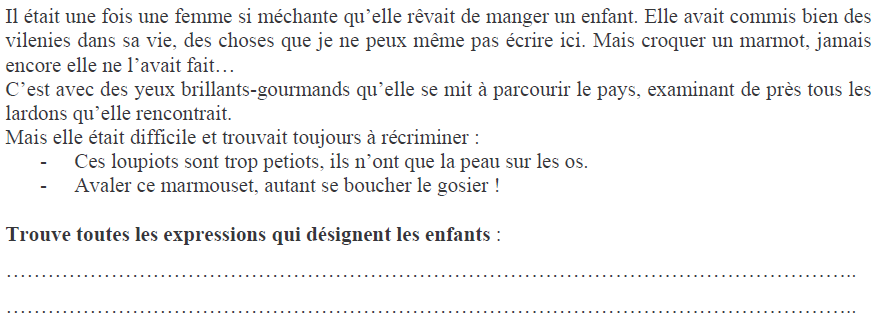 Il était une fois une femme si méchante qu’elle rêvait de manger un enfant. Elle avait commis bien des
vilenies dans sa vie, des choses que je ne peux même pas écrire ici. Mais croquer un marmot, jamais
encore elle ne l’avait fait…
C’est avec des yeux brillants-gourmands qu’elle se mit à parcourir le pays, examinant de près tous les
lardons qu’elle rencontrait.
Mais elle était difficile et trouvait toujours à récriminer :
- Ces loupiots sont trop petiots, ils n’ont que la peau sur les os.
- Avaler ce marmouset, autant se boucher le gosier !
Trouve toutes les expressions qui désignent les enfants :
…………………………………………………………………………………………………………..
…………………………………………………………………………………………………………..